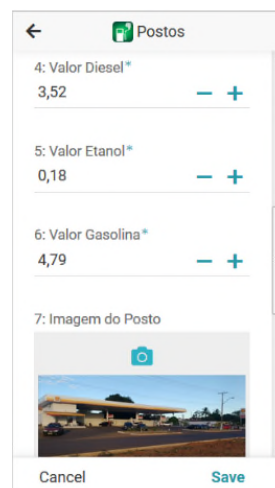 Postos
4: Valor Diesel*
3,52
5: Valor Etanol*
0,18
6: Valor Gasolina*
4,79
7: Imagem do Posto
Cancel Save